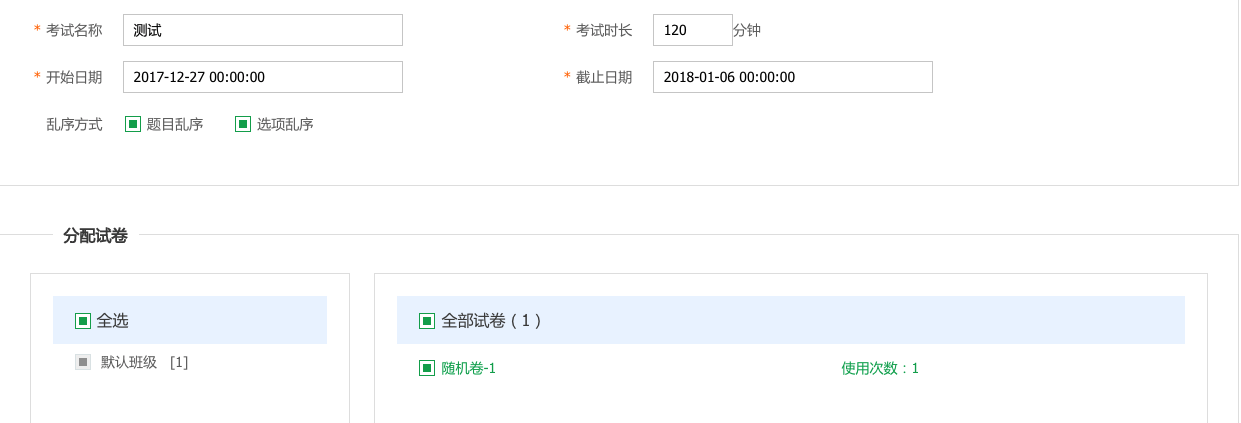 * 考试名称 测试 * 考试时长 120 分钟
* 开始日期 2017-12-27 00:00:00 * 截止日期 2018-01-06 00:00:00
乱序方式 题目乱序 选项乱序
分配试卷
全选 全部试卷 ( 1 )
默认班级 [1]
随机卷-1 使用次数 : 1